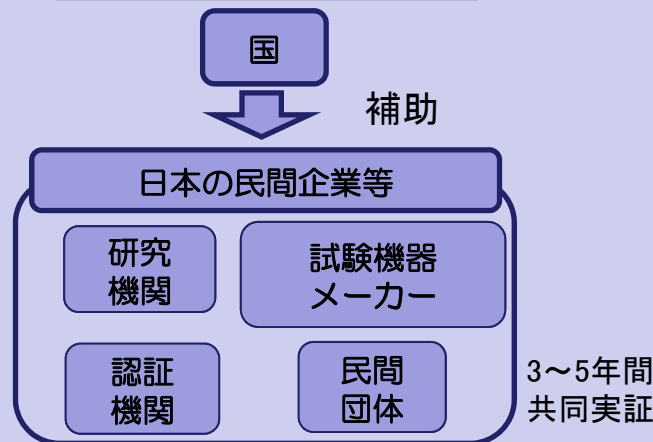 国
補助
日本の民間企業等
研究
機関
試験機器
メーカー
認証
機関
民間
団体
3～5年間
共同実証